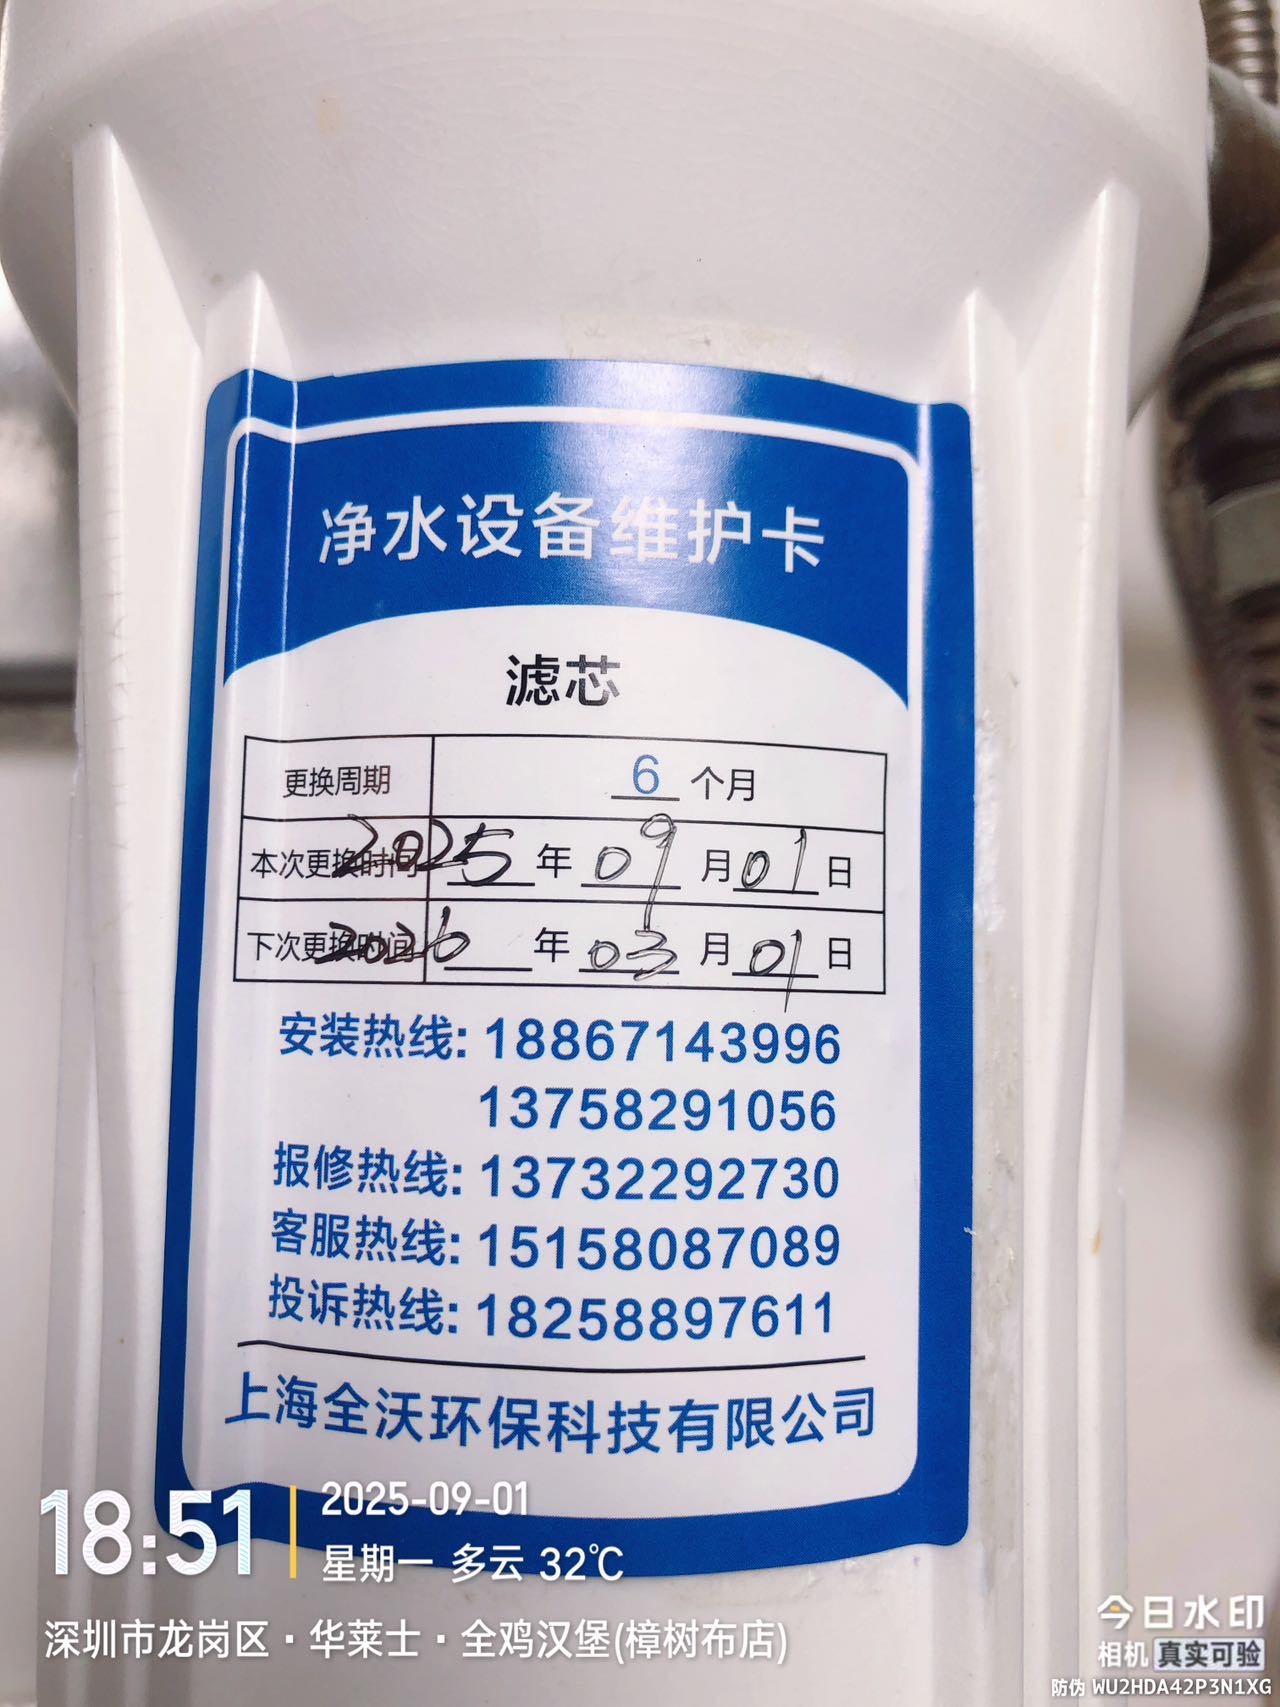 净水设备维护卡
滤芯
更换周期 6 个月
本次更换时间 2025 年 09 月 01 日
下次更换时间 2026 年 03 月 01 日
安装热线: 18867143996
13758291056
报修热线: 13732292730
客服热线: 15158087089
投诉热线: 18258897611
上海全沃环保科技有限公司
18:51 2025-09-01
星期一 多云 32℃
深圳市龙岗区·华莱士·全鸡汉堡(樟树布店)
今日水印
相机 真实可验
防伪 WU2HDA42P3N1XG